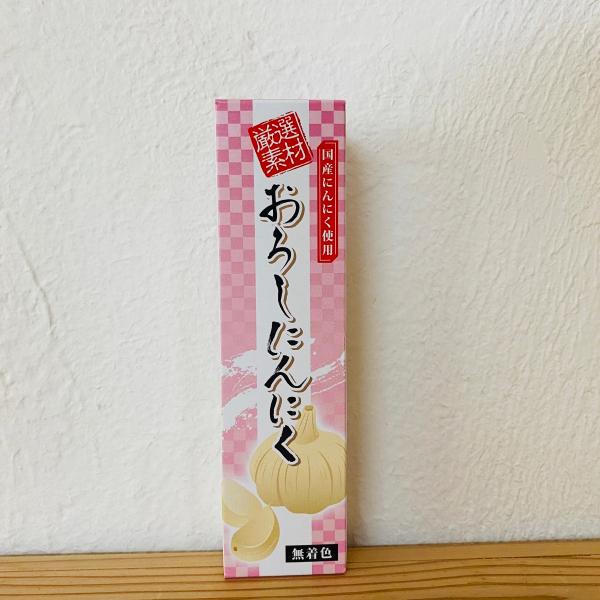 厳選
素材
国産にんにく使用
おろしにんにく
無着色